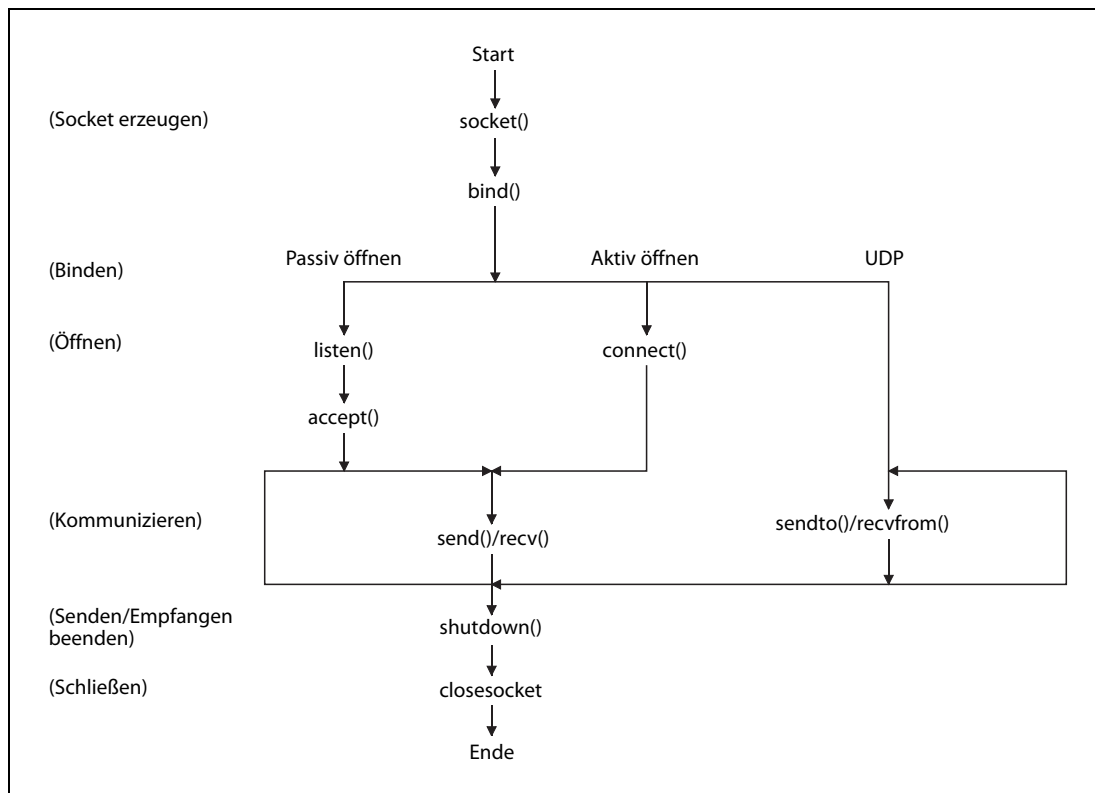 Start
(Socket erzeugen)
socket()
bind()
Passiv öffnen
Aktiv öffnen
UDP
(Binden)
(Öffnen)
listen()
connect()
accept()
(Kommunizieren)
sendto()/recvfrom()
send()/recv()
(Senden/Empfangen
beenden)
shutdown()
(Schließen)
closesocket
Ende